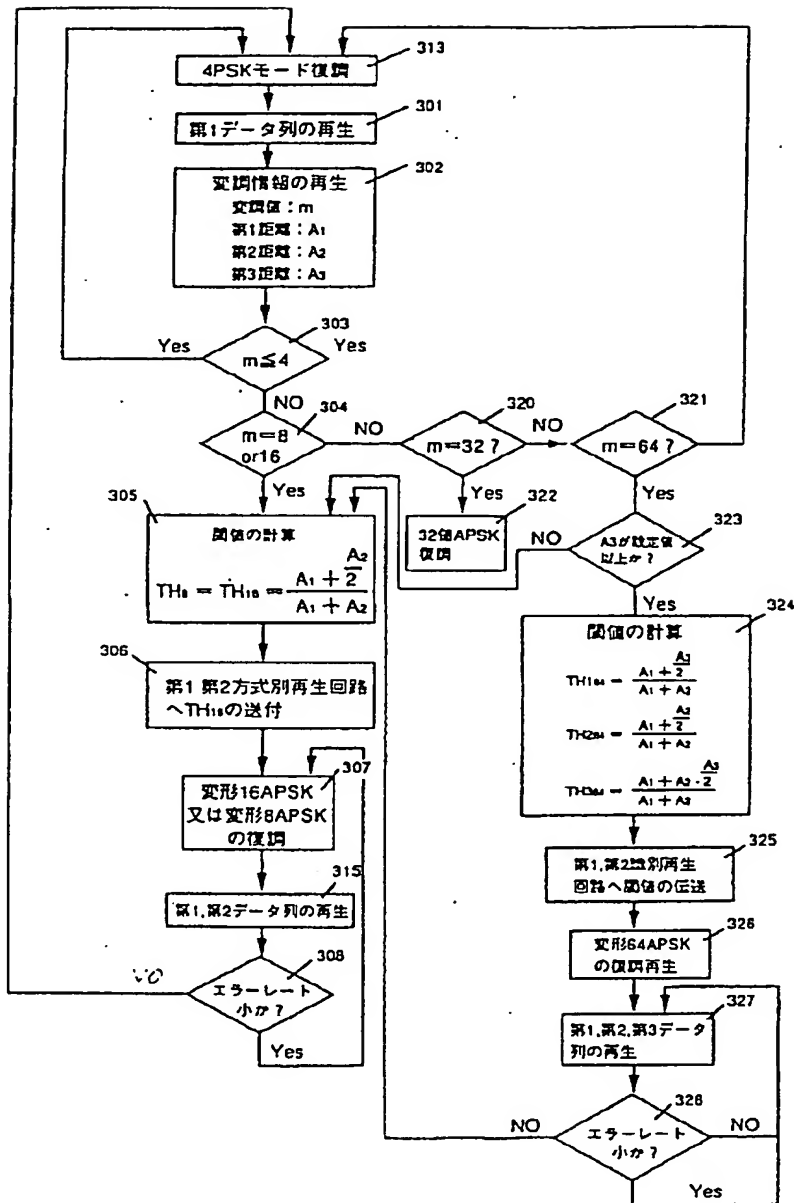 313
4PSKモード復調
301
第1データ列の再生
302
変調情報の再生
変調値：m
第1距離：A1
第2距離：A2
第3距離：A3
303
Yes
m≦4
Yes
NO
304
m=8
or16
NO
320
m=32？
NO
321
m=64？
Yes
Yes
Yes
305
閾値の計算
TH8 = TH16 = A1 + A2/2 / A1 + A2
322
32値APSK
復調
NO
323
A3が設定値
以上か？
Yes
306
第1 第2方式別再生回路
へTH16の送付
324
閾値の計算
TH164 = A1 + A3/2 / A1 + A2
TH264 = A1 + A2/2 / A1 + A2
TH364 = A1 + A2 - A3/2 / A1 + A2
307
変形16APSK
又は変形8APSK
の復調
325
第1,第2識別再生
回路へ閾値の伝送
315
第1,第2データ列の再生
326
変形64APSK
の復調再生
308
エラーレート
小か？
Yes
327
第1,第2,第3データ
列の再生
328
NO
エラーレート
小か？
NO
Yes